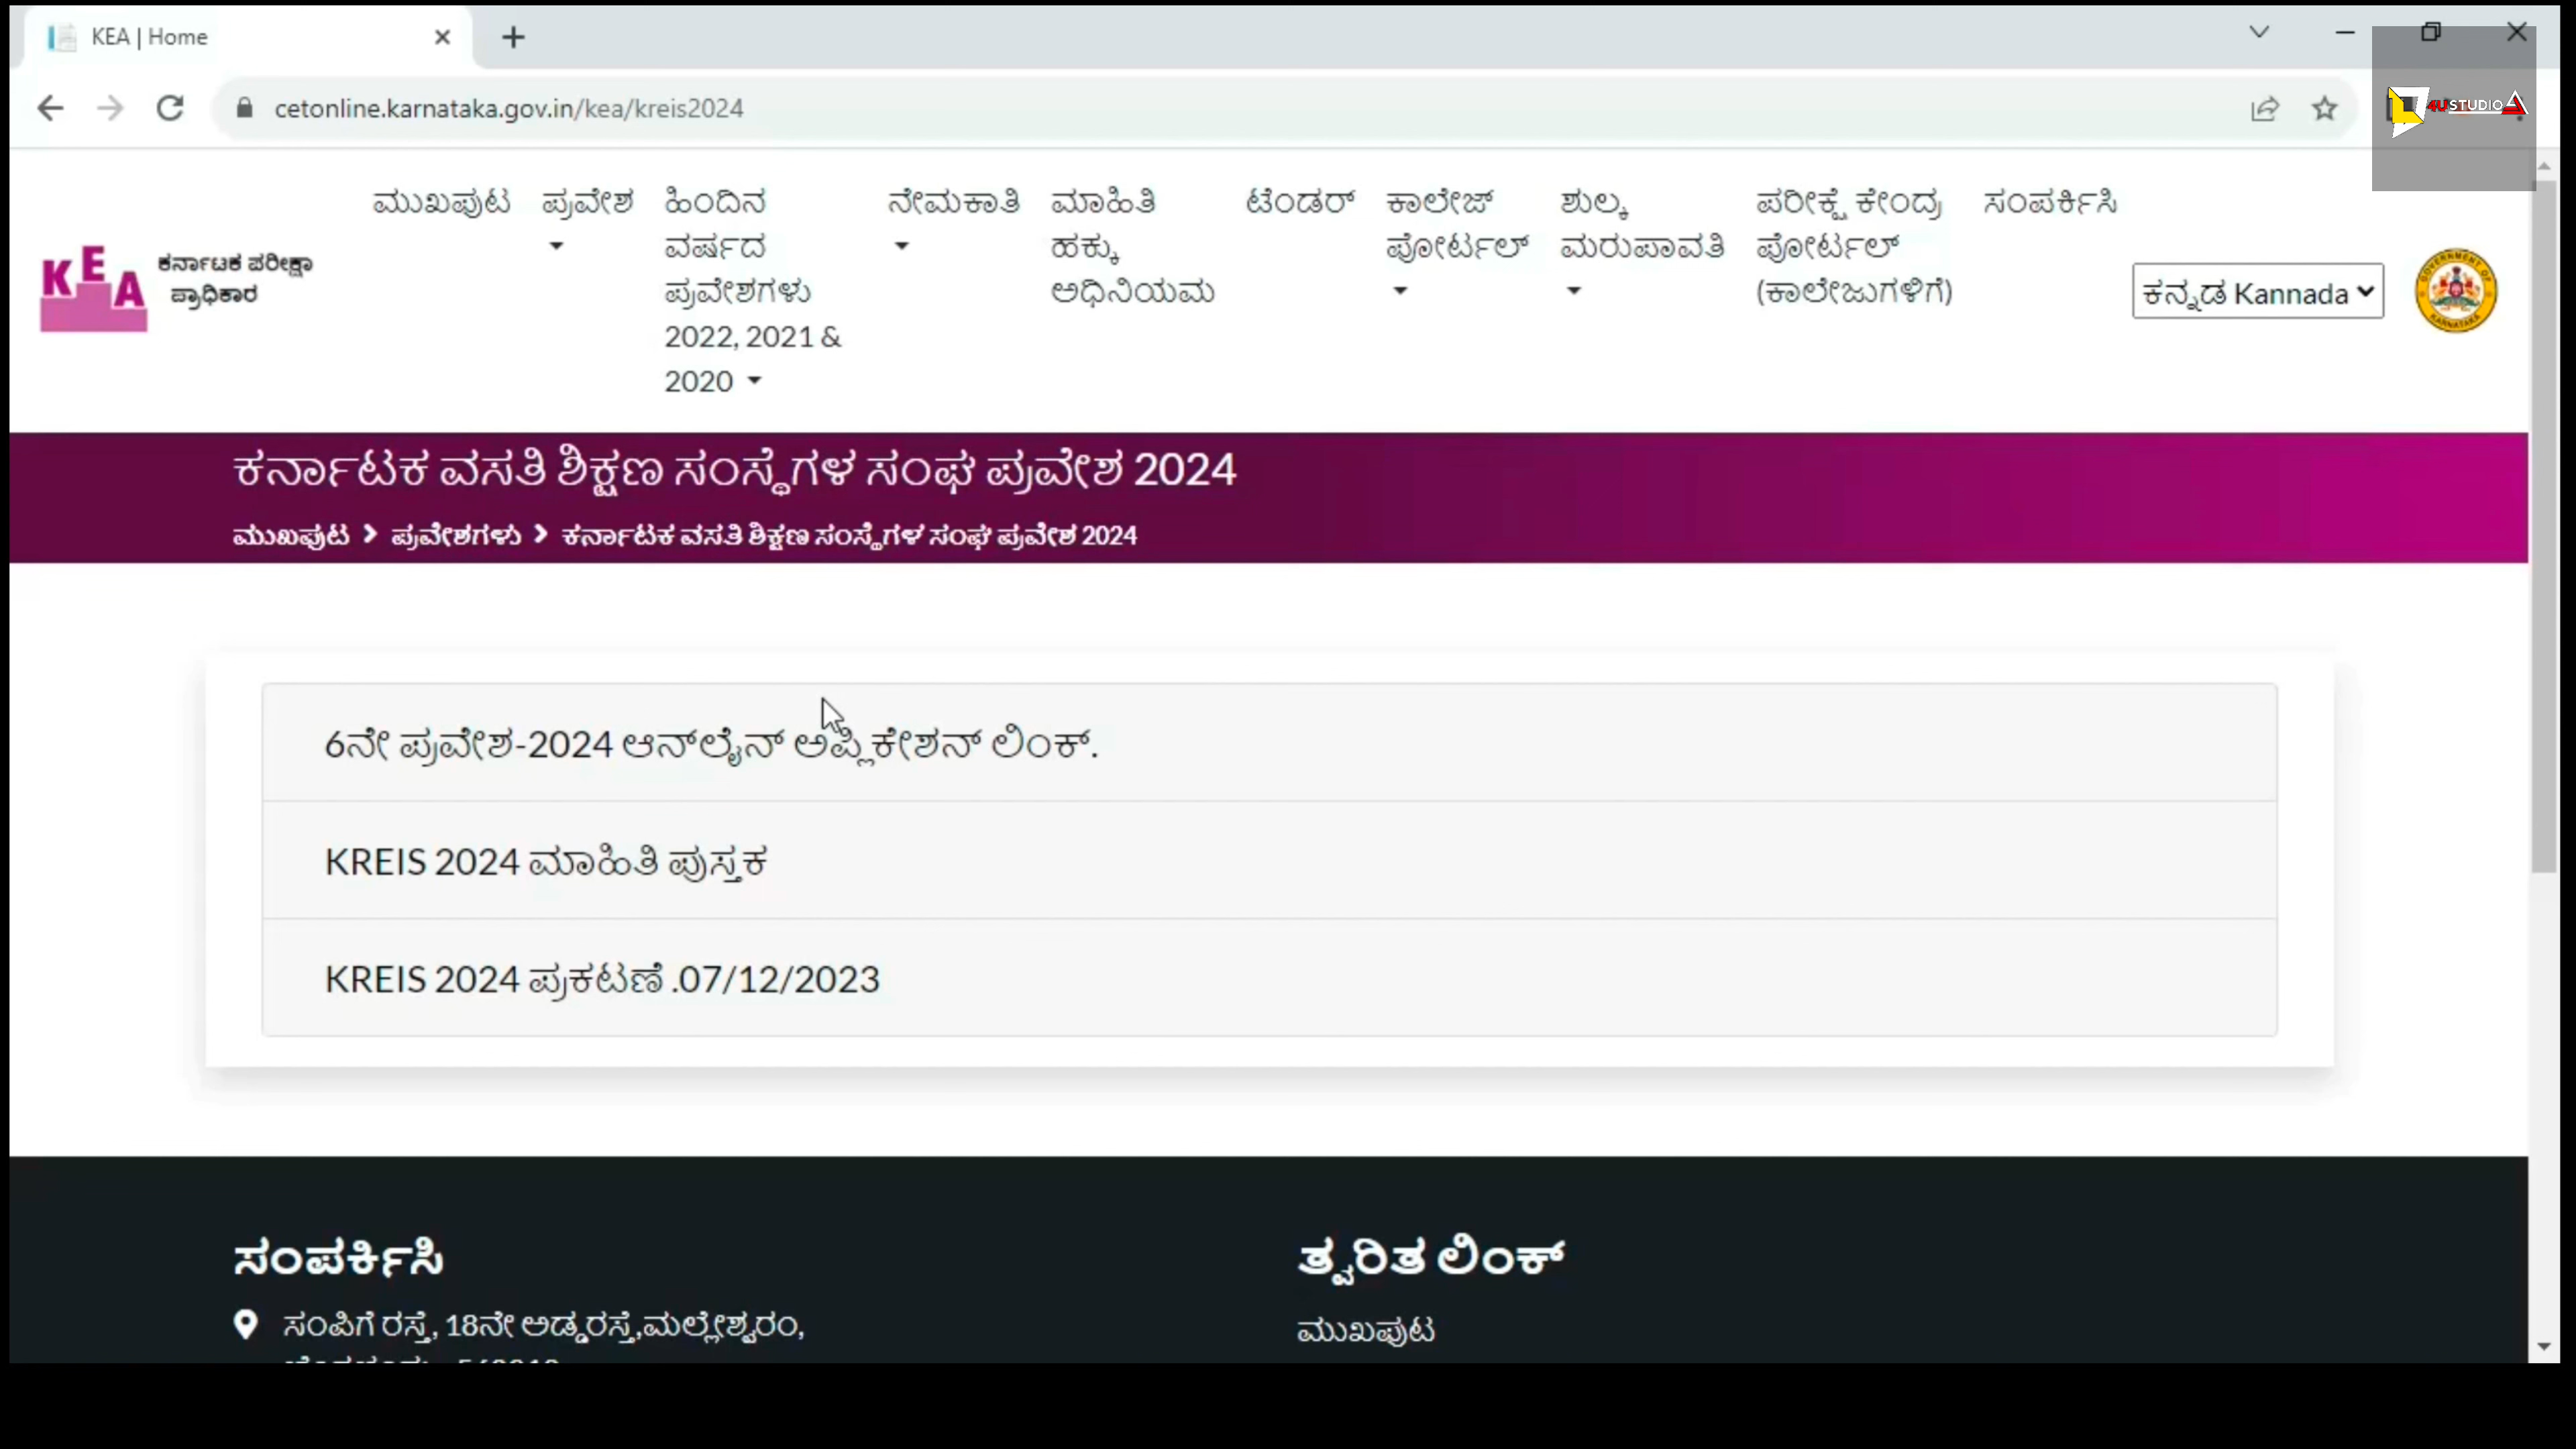 KEA | Home
cetonline.karnataka.gov.in/kea/kreis2024
4U STUDIO
KEA
ಕರ್ನಾಟಕ ಪರೀಕ್ಷಾ
ಪ್ರಾಧಿಕಾರ
ಮುಖಪುಟ
ಪ್ರವೇಶ
ಹಿಂದಿನ
ವರ್ಷದ
ಪ್ರವೇಶಗಳು
2022, 2021 &
2020
ನೇಮಕಾತಿ
ಮಾಹಿತಿ
ಹಕ್ಕು
ಅಧಿನಿಯಮ
ಟೆಂಡರ್
ಕಾಲೇಜ್
ಪೋರ್ಟಲ್
ಶುಲ್ಕ
ಮರುಪಾವತಿ
ಪರೀಕ್ಷೆ ಕೇಂದ್ರ
ಪೋರ್ಟಲ್
(ಕಾಲೇಜುಗಳಿಗೆ)
ಸಂಪರ್ಕಿಸಿ
ಕನ್ನಡ Kannada
ಕರ್ನಾಟಕ ವಸತಿ ಶಿಕ್ಷಣ ಸಂಸ್ಥೆಗಳ ಸಂಘ ಪ್ರವೇಶ 2024
ಮುಖಪುಟ > ಪ್ರವೇಶಗಳು > ಕರ್ನಾಟಕ ವಸತಿ ಶಿಕ್ಷಣ ಸಂಸ್ಥೆಗಳ ಸಂಘ ಪ್ರವೇಶ 2024
6ನೇ ಪ್ರವೇಶ-2024 ಆನ್‌ಲೈನ್ ಅಪ್ಲಿಕೇಶನ್ ಲಿಂಕ್.
KREIS 2024 ಮಾಹಿತಿ ಪುಸ್ತಕ
KREIS 2024 ಪ್ರಕಟಣೆ .07/12/2023
ಸಂಪರ್ಕಿಸಿ
ಸಂಪಿಗೆ ರಸ್ತೆ, 18ನೇ ಅಡ್ಡರಸ್ತೆ,ಮಲ್ಲೇಶ್ವರಂ,
ತ್ವರಿತ ಲಿಂಕ್
ಮುಖಪುಟ